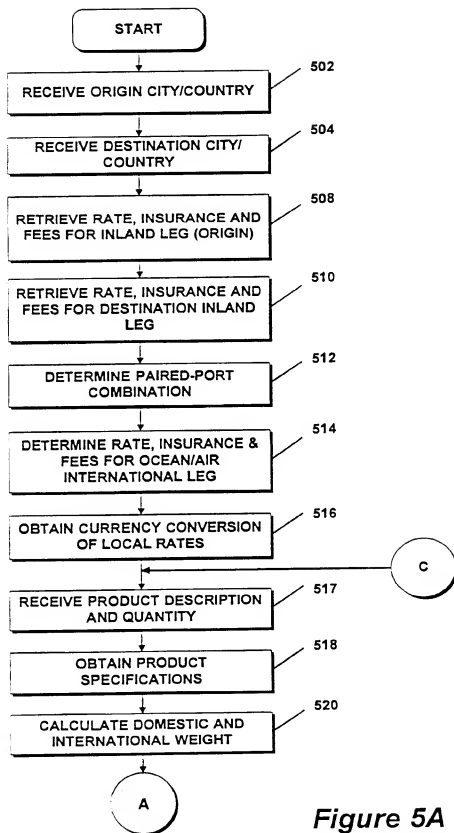 START
502
RECEIVE ORIGIN CITY/COUNTRY
504
RECEIVE DESTINATION CITY/
COUNTRY
508
RETRIEVE RATE, INSURANCE AND
FEES FOR INLAND LEG (ORIGIN)
510
RETRIEVE RATE, INSURANCE AND
FEES FOR DESTINATION INLAND
LEG
512
DETERMINE PAIRED-PORT
COMBINATION
514
DETERMINE RATE, INSURANCE &
FEES FOR OCEAN/AIR
INTERNATIONAL LEG
516
OBTAIN CURRENCY CONVERSION
OF LOCAL RATES
C
517
RECEIVE PRODUCT DESCRIPTION
AND QUANTITY
518
OBTAIN PRODUCT
SPECIFICATIONS
520
CALCULATE DOMESTIC AND
INTERNATIONAL WEIGHT
A
Figure 5A